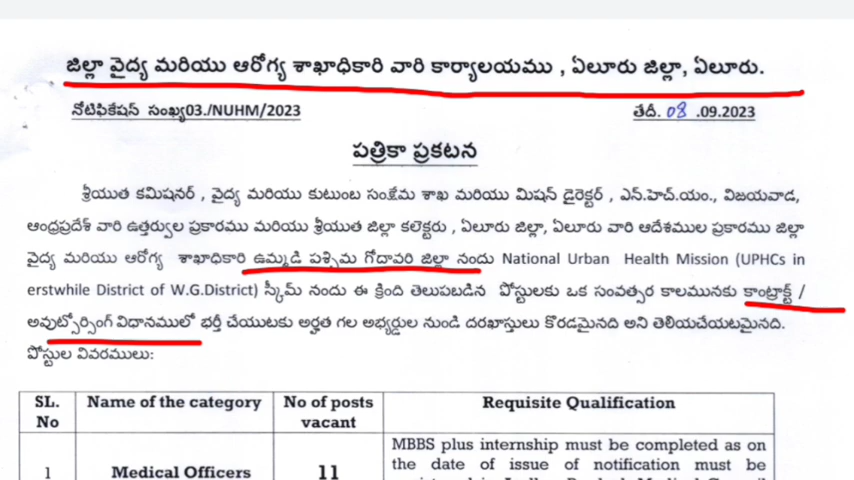 జిల్లా వైద్య మరియు ఆరోగ్య శాఖాధికారి వారి కార్యాలయము , ఏలూరు జిల్లా, ఏలూరు.
నోటిఫికేషన్ సంఖ్య03./NUHM/2023 తేదీ. 08 .09.2023
పత్రికా ప్రకటన
శ్రీయుత కమిషనర్ , వైద్య మరియు కుటుంబ సంక్షేమ శాఖ మరియు మిషన్ డైరెక్టర్ , ఎన్.హెచ్.యం., విజయవాడ,
ఆంధ్రప్రదేశ్ వారి ఉత్తర్వుల ప్రకారము మరియు శ్రీయుత జిల్లా కలెక్టరు , ఏలూరు జిల్లా, ఏలూరు వారి ఆదేశముల ప్రకారము జిల్లా
వైద్య మరియు ఆరోగ్య శాఖాధికారి ఉమ్మడి పశ్చిమ గోదావరి జిల్లా నందు National Urban Health Mission (UPHCs in
erstwhile District of W.G.District) స్కీమ్ నందు ఈ క్రింది తెలుపబడిన పోస్టులకు ఒక సంవత్సర కాలమునకు కాంట్రాక్ట్ /
అవుట్సోర్సింగ్ విధానములో భర్తీ చేయుటకు అర్హత గల అభ్యర్థుల నుండి దరఖాస్తులు కోరడమైనది అని తెలియచేయటమైనది.
పోస్టుల వివరములు:
SL. No Name of the category No of posts vacant Requisite Qualification
1 Medical Officers 11 MBBS plus internship must be completed as on
the date of issue of notification must be